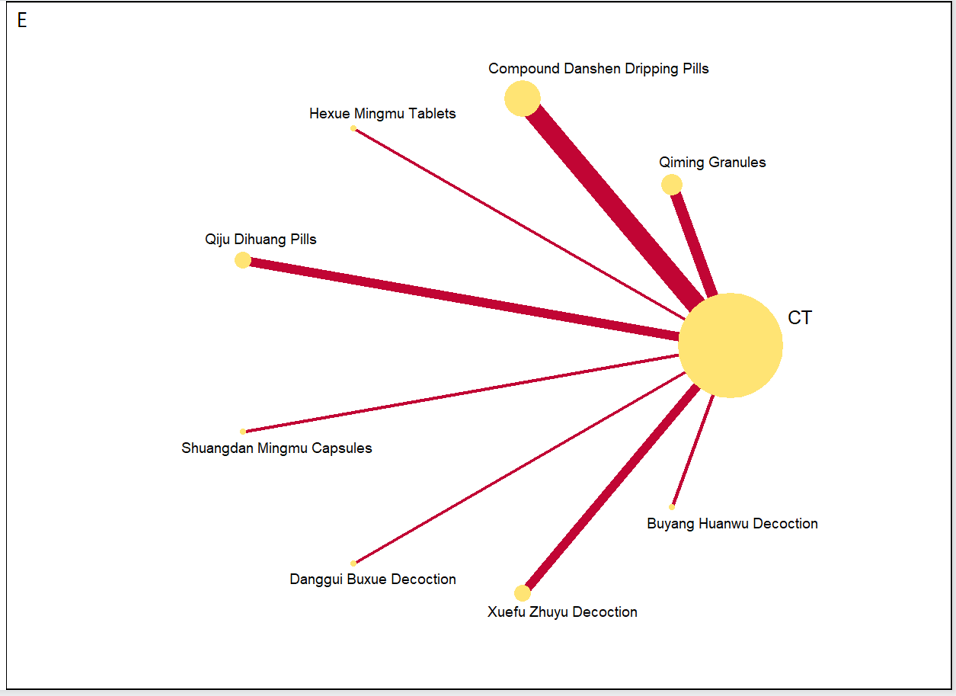 E
Compound Danshen Dripping Pills
Hexue Mingmu Tablets
Qiming Granules
Qiju Dihuang Pills
CT
Shuangdan Mingmu Capsules
Buyang Huanwu Decoction
Danggui Buxue Decoction
Xuefu Zhuyu Decoction